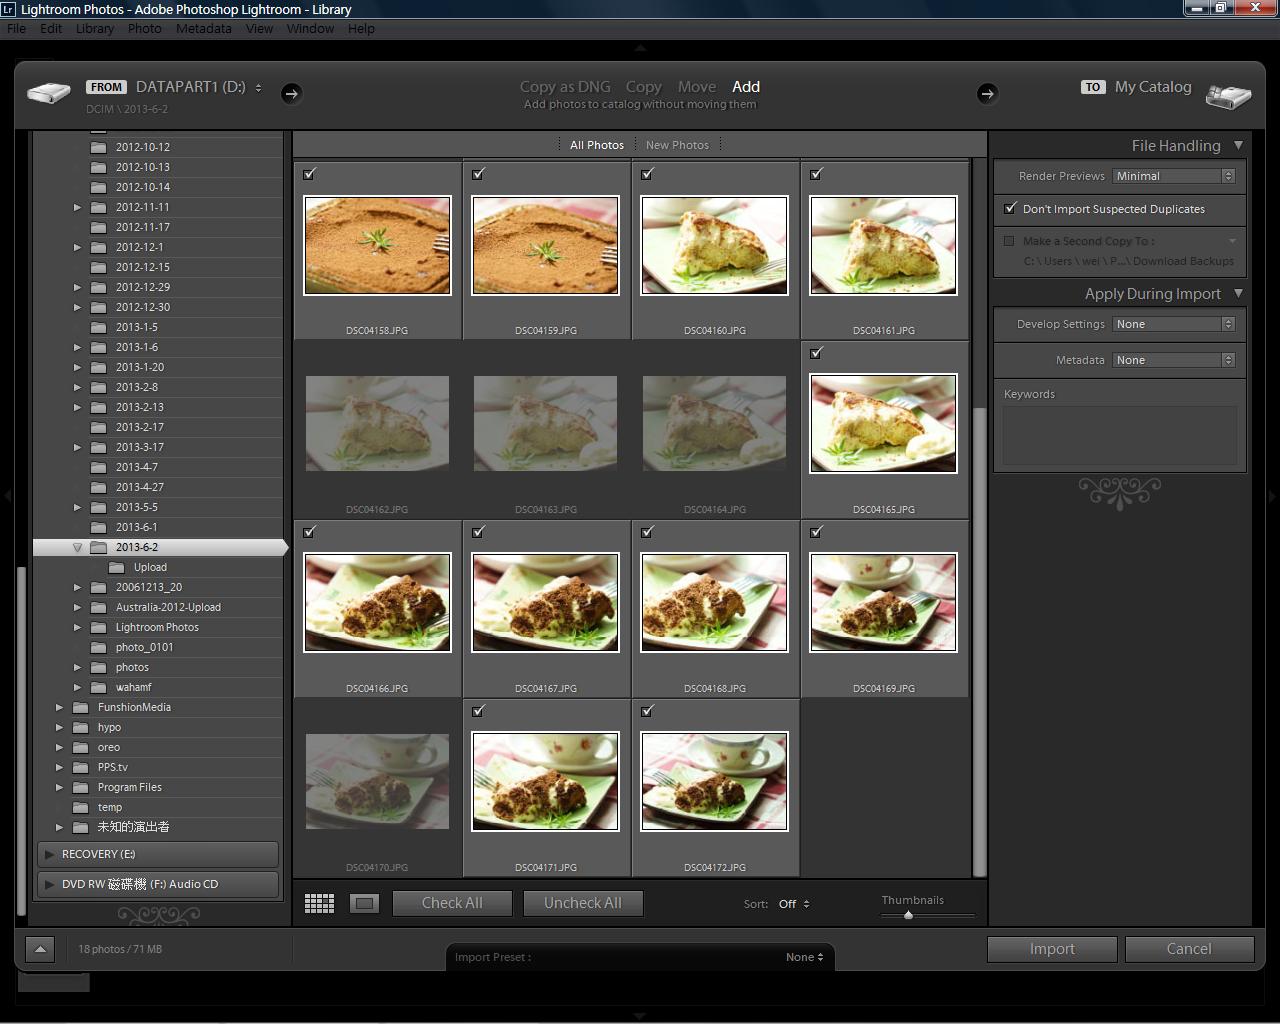 Lr Lightroom Photos - Adobe Photoshop Lightroom - Library
File Edit Library Photo Metadata View Window Help
FROM DATAPART1 (D:)
DCIM \ 2013-6-2
Copy as DNG Copy Move Add
Add photos to catalog without moving them
TO My Catalog
2012-10-12
2012-10-13
2012-10-14
2012-11-11
2012-11-17
2012-12-1
2012-12-15
2012-12-29
2012-12-30
2013-1-5
2013-1-6
2013-1-20
2013-2-8
2013-2-13
2013-2-17
2013-3-17
2013-4-7
2013-4-27
2013-5-5
2013-6-1
2013-6-2
Upload
20061213_20
Australia-2012-Upload
Lightroom Photos
photo_0101
photos
wahamf
FunshionMedia
hypo
oreo
PPS.tv
Program Files
temp
未知的演出者
RECOVERY (E:)
DVD RW 磁碟機 (F:) Audio CD
All Photos New Photos
DSC04158.JPG DSC04159.JPG DSC04160.JPG DSC04161.JPG
DSC04162.JPG DSC04163.JPG DSC04164.JPG DSC04165.JPG
DSC04166.JPG DSC04167.JPG DSC04168.JPG DSC04169.JPG
DSC04170.JPG DSC04171.JPG DSC04172.JPG
Check All Uncheck All Sort: Off Thumbnails
File Handling
Render Previews Minimal
Don't Import Suspected Duplicates
Make a Second Copy To :
C: \ Users \ wei \ P...\ Download Backups
Apply During Import
Develop Settings None
Metadata None
Keywords
18 photos / 71 MB
Import Preset : None
Import Cancel